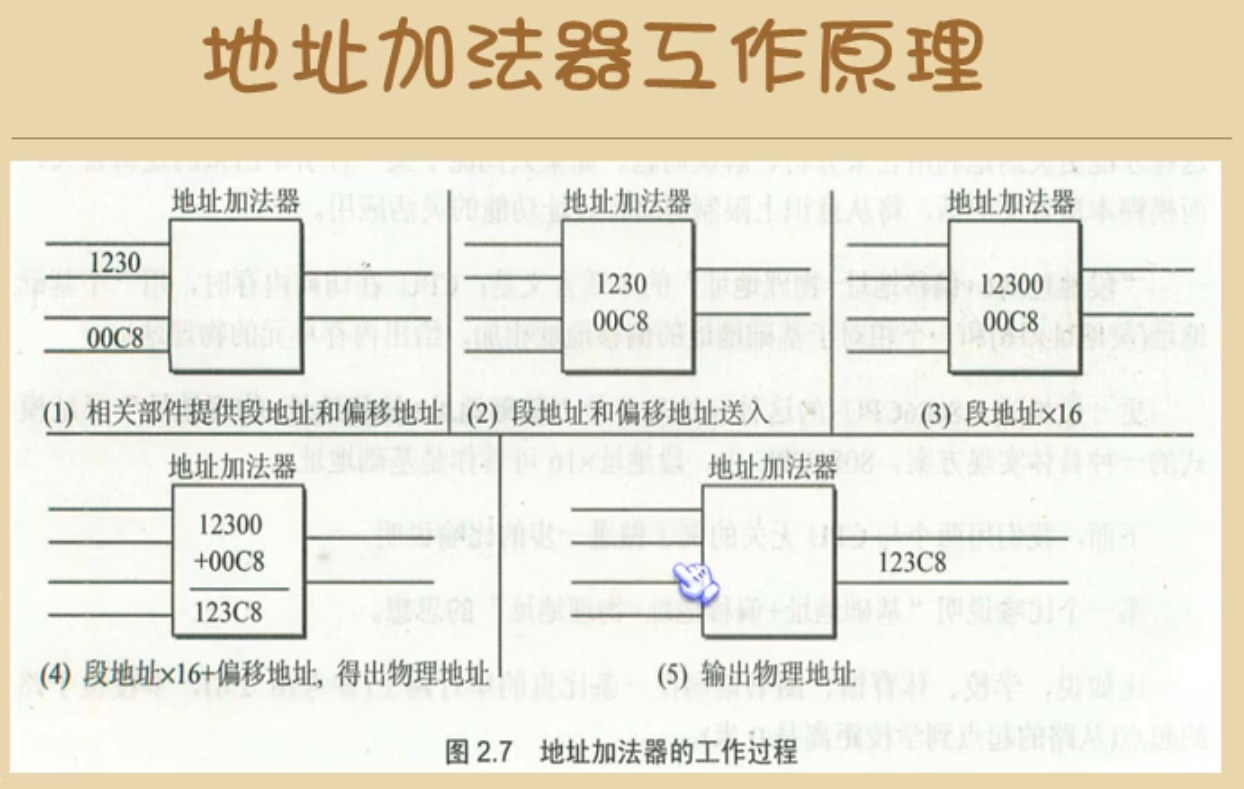 地址加法器工作原理
地址加法器
1230
00C8
(1) 相关部件提供段地址和偏移地址
地址加法器
1230
00C8
(2) 段地址和偏移地址送入
地址加法器
12300
00C8
(3) 段地址×16
地址加法器
12300
+00C8
123C8
(4) 段地址×16+偏移地址，得出物理地址
地址加法器
123C8
(5) 输出物理地址
图 2.7 地址加法器的工作过程